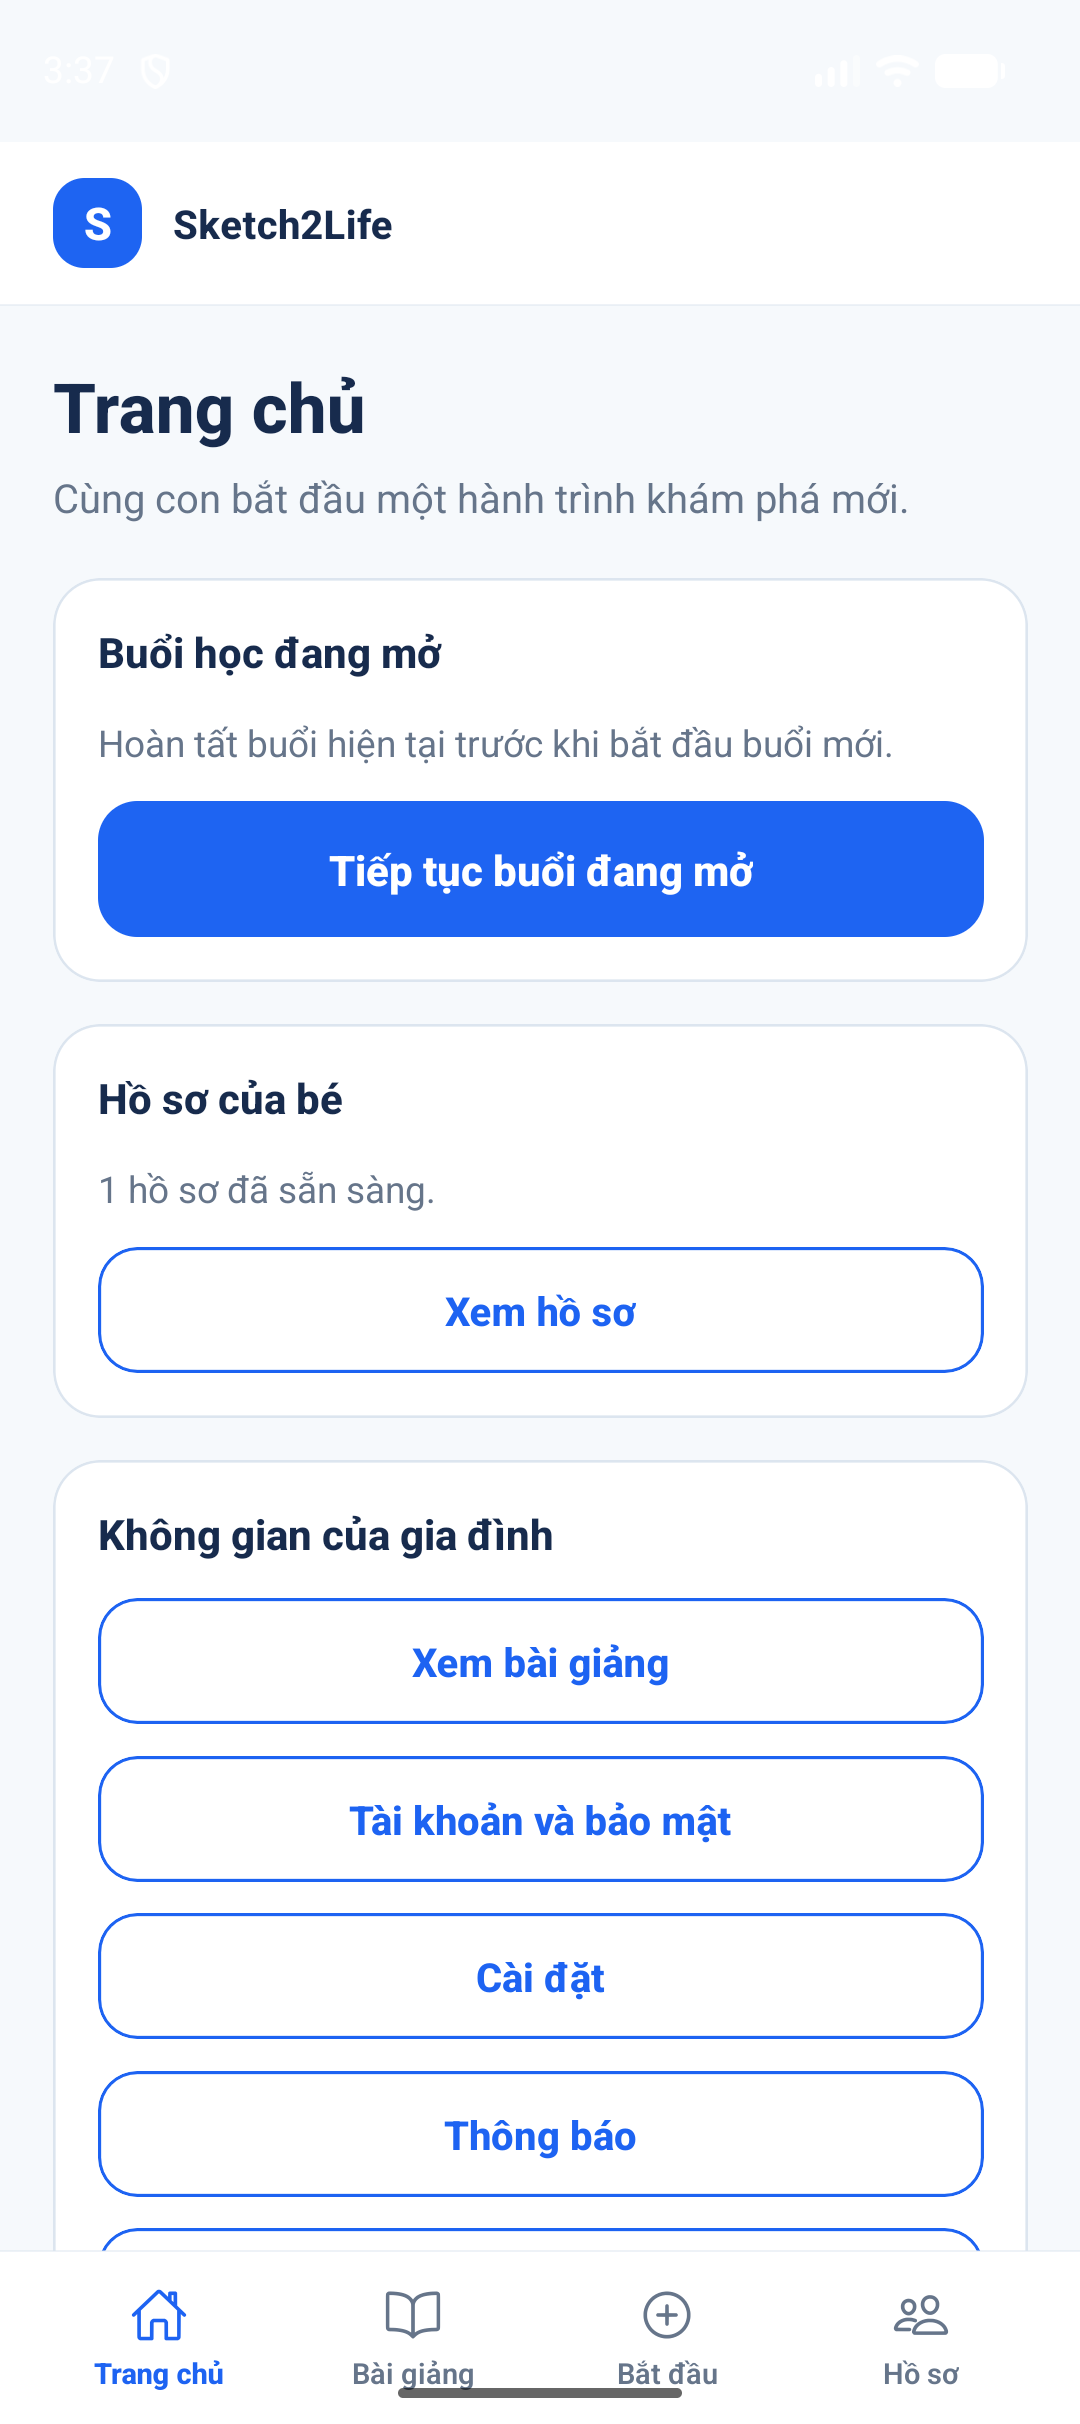 3:37
S
Sketch2Life
Trang chủ
Cùng con bắt đầu một hành trình khám phá mới.
Buổi học đang mở
Hoàn tất buổi hiện tại trước khi bắt đầu buổi mới.
Tiếp tục buổi đang mở
Hồ sơ của bé
1 hồ sơ đã sẵn sàng.
Xem hồ sơ
Không gian của gia đình
Xem bài giảng
Tài khoản và bảo mật
Cài đặt
Thông báo
Trang chủ
Bài giảng
Bắt đầu
Hồ sơ